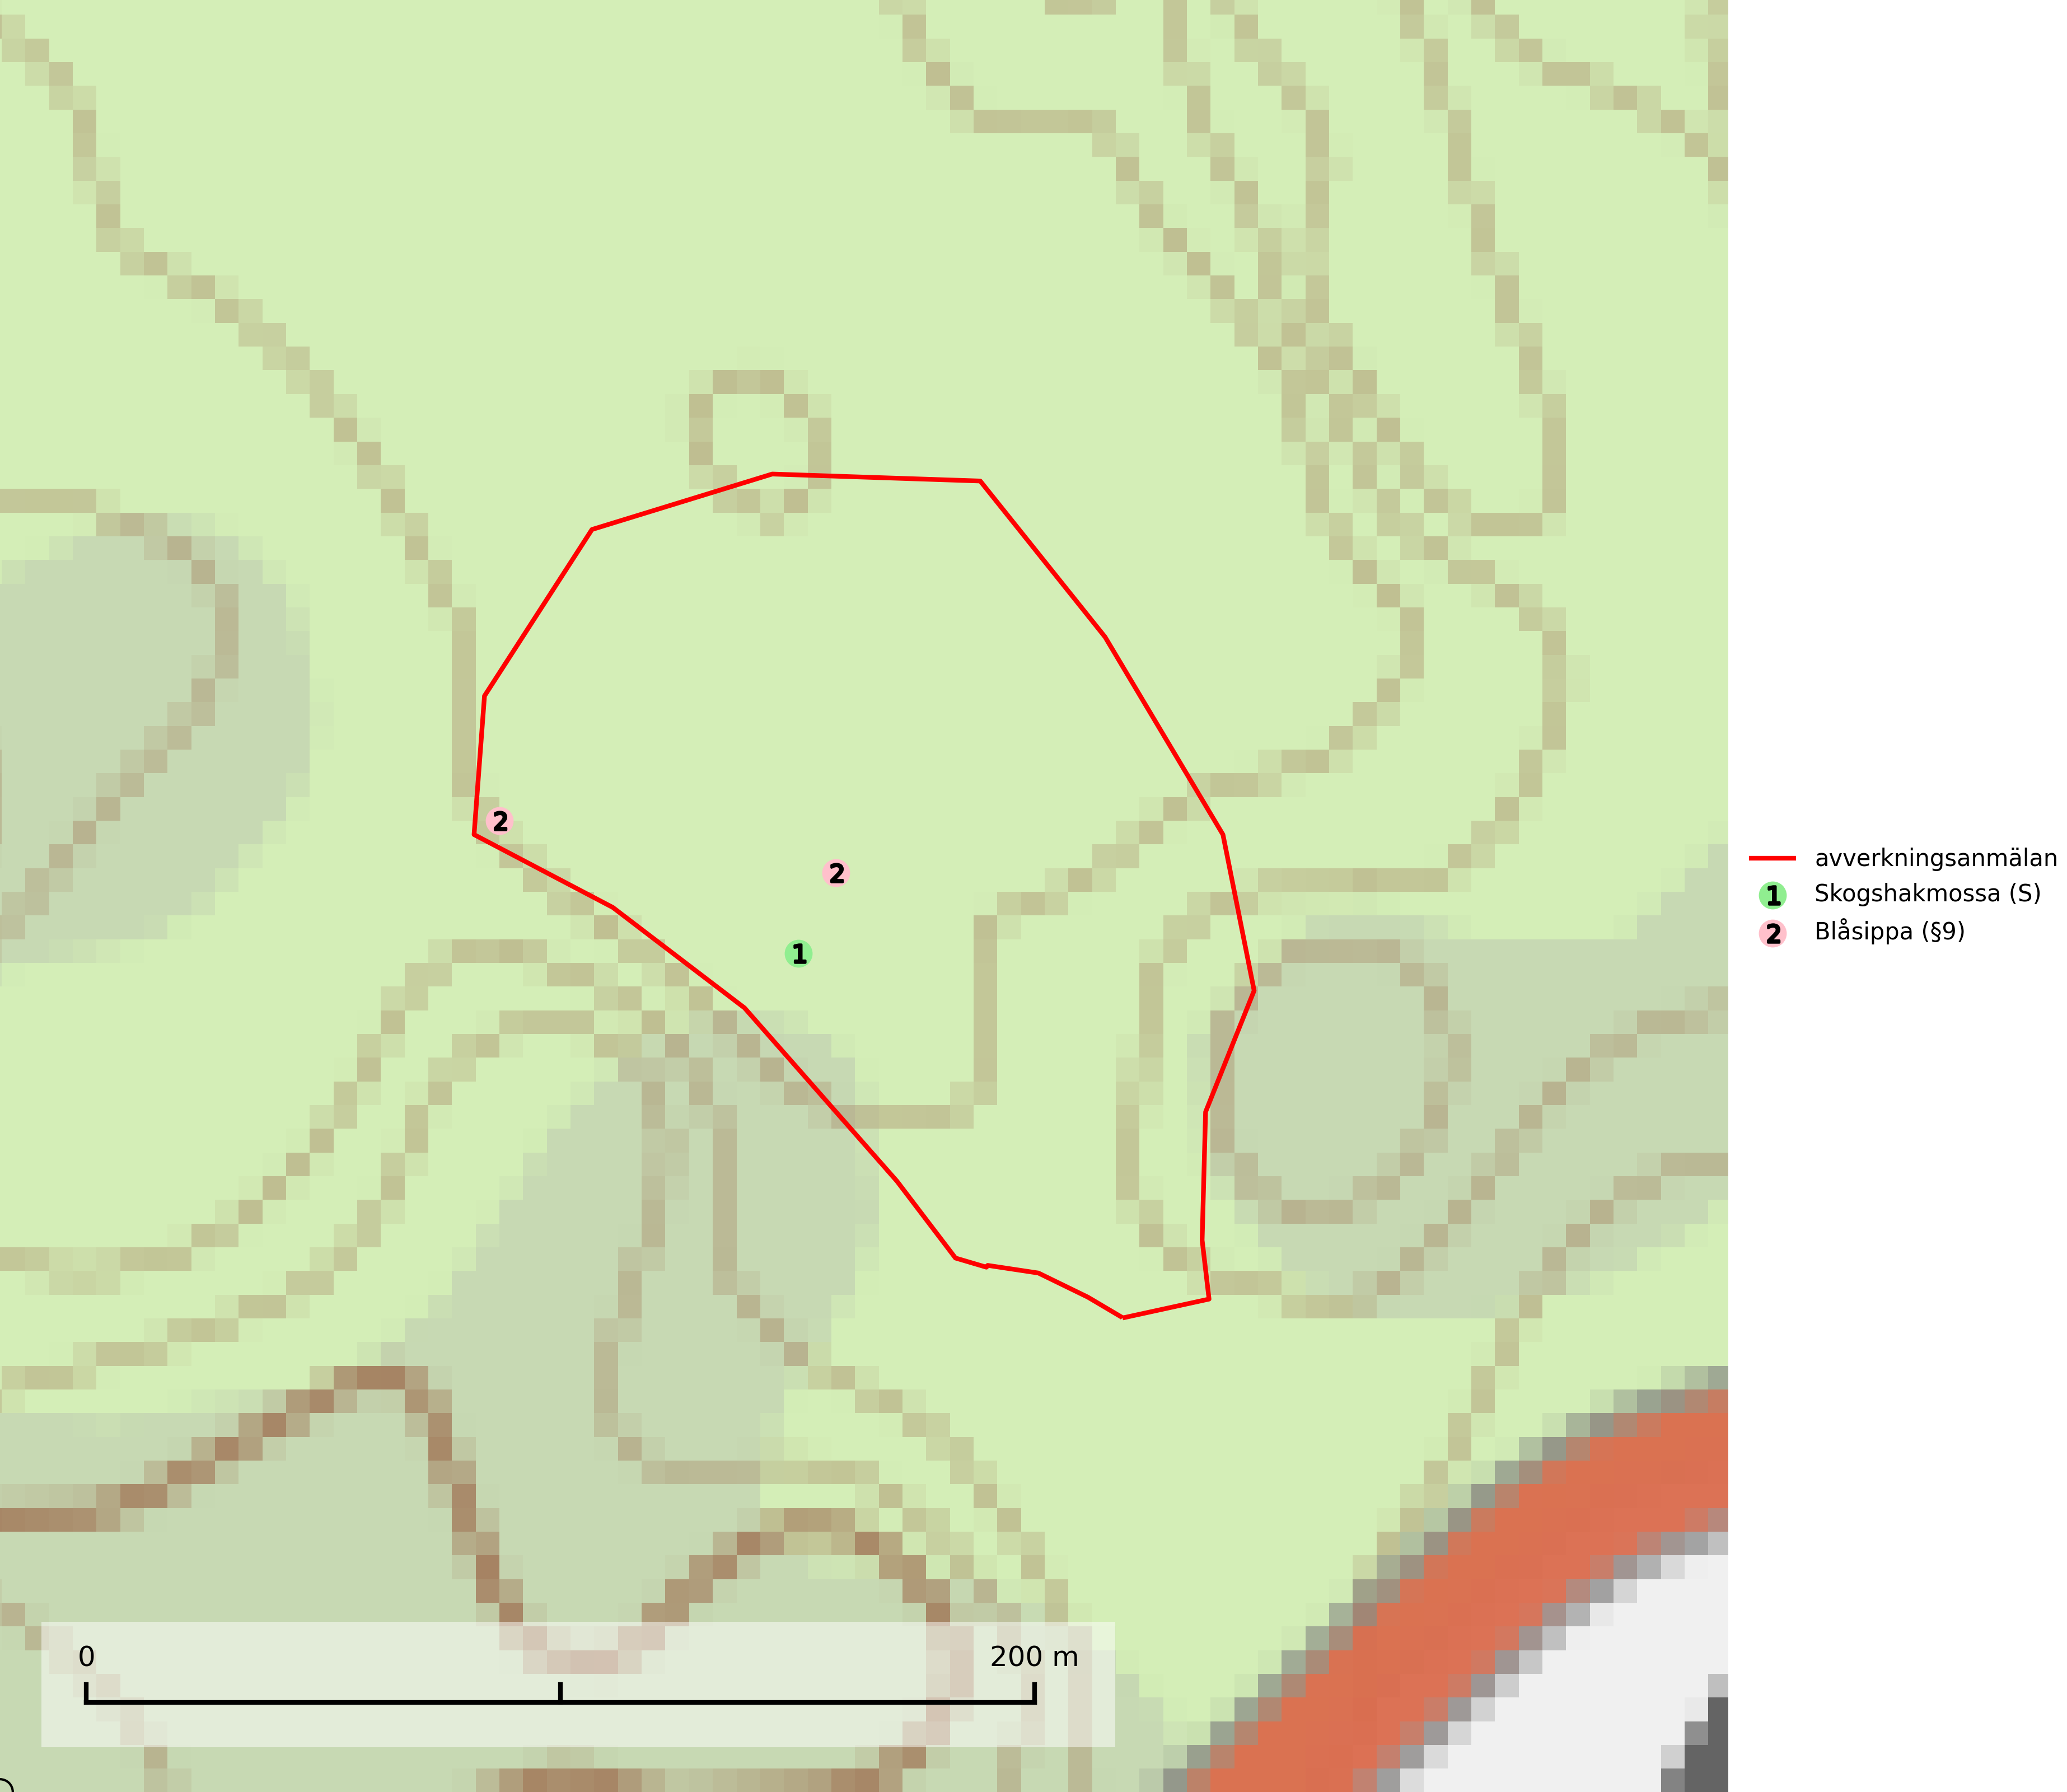 2
2
1
avverkningsanmälan
1 Skogshakmossa (S)
2 Blåsippa (§9)
0 200 m